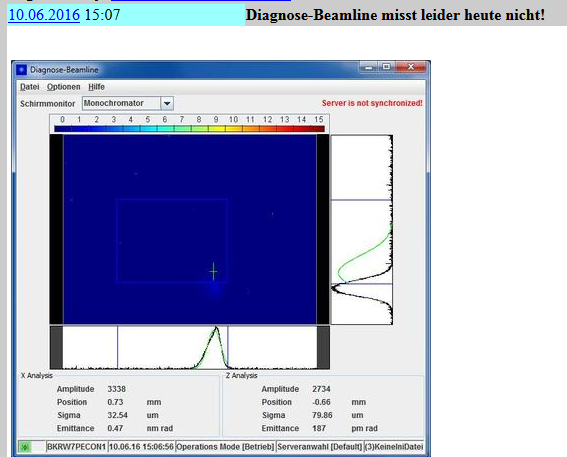 10.06.2016 15:07 Diagnose-Beamline misst leider heute nicht!
Diagnose-Beamline
Datei Optionen Hilfe
Schirmmonitor Monochromator Server is not synchronized!
0 1 2 3 4 5 6 7 8 9 10 11 12 13 14 15
X Analysis Z Analysis
Amplitude 3338 Amplitude 2734
Position 0.73 mm Position -0.66 mm
Sigma 32.54 um Sigma 79.86 um
Emittance 0.47 nm rad Emittance 187 pm rad
BKRW7PECON1 10.06.16 15:06:56 Operations Mode [Betrieb] Serveranwahl [Default] (3)KeineIniDatei